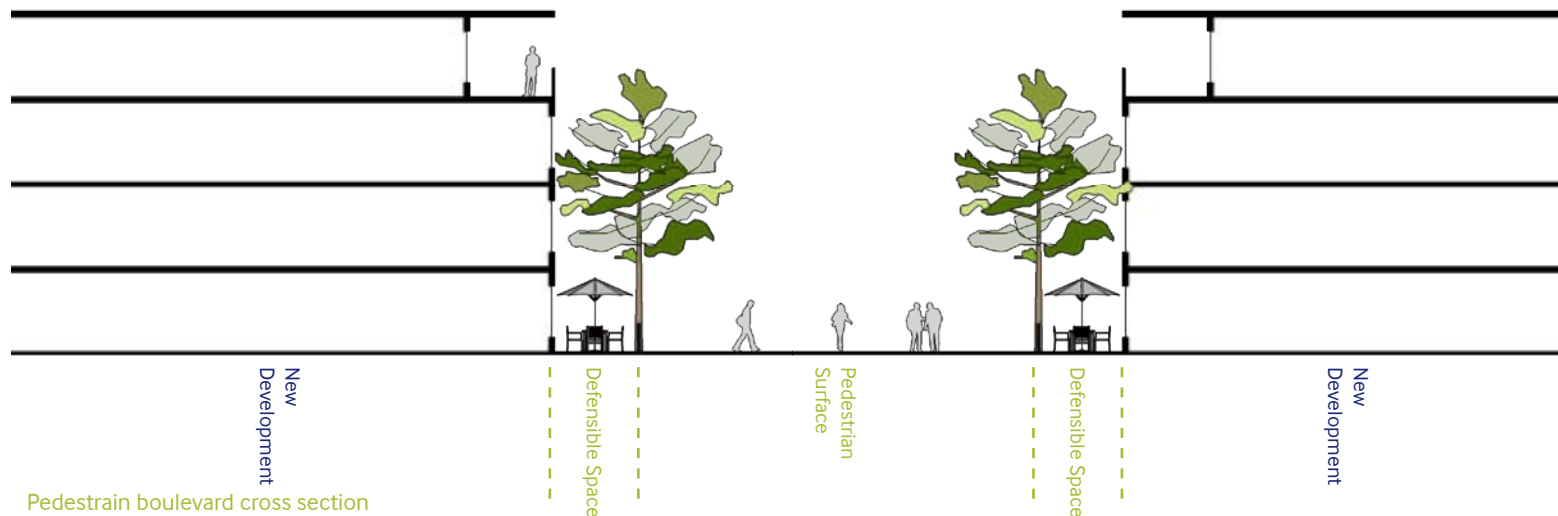 New
Development
Defensible Space
Pedestrian
Surface
Defensible Space
New
Development
Pedestrain boulevard cross section